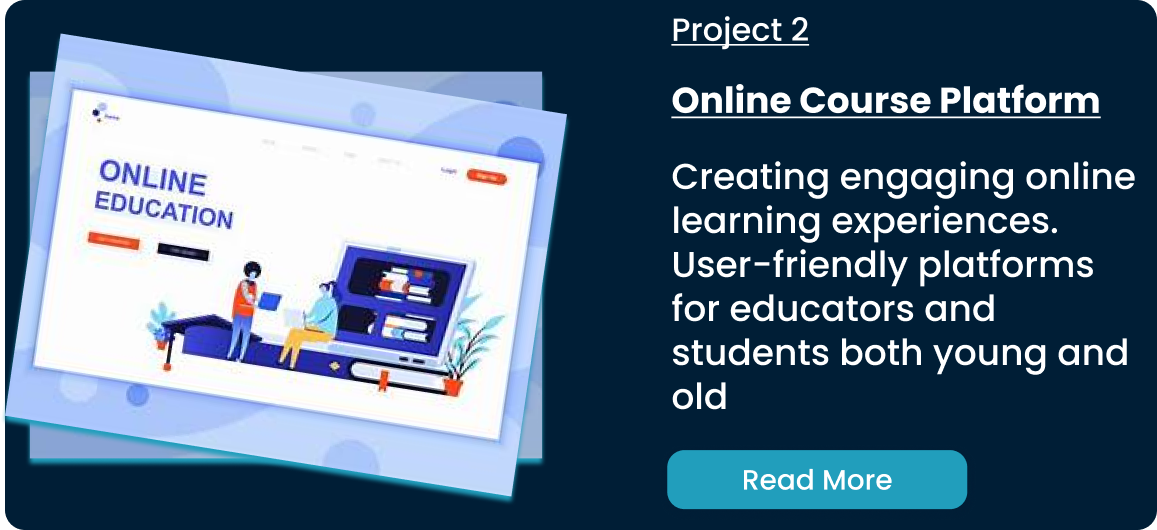 Project 2
Online Course Platform
Creating engaging online
learning experiences.
User-friendly platforms
for educators and
students both young and
old
Read More
ONLINE
EDUCATION
Login